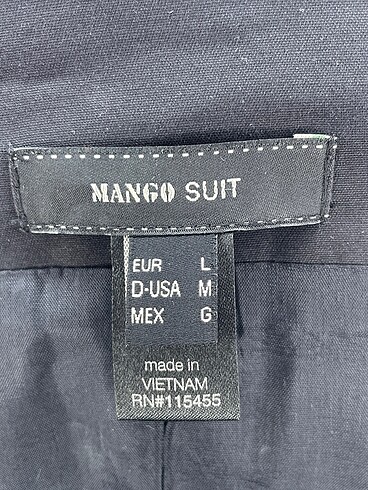 MANGO SUIT
EUR L
D-USA M
MEX G
made in
VIETNAM
RN#115455